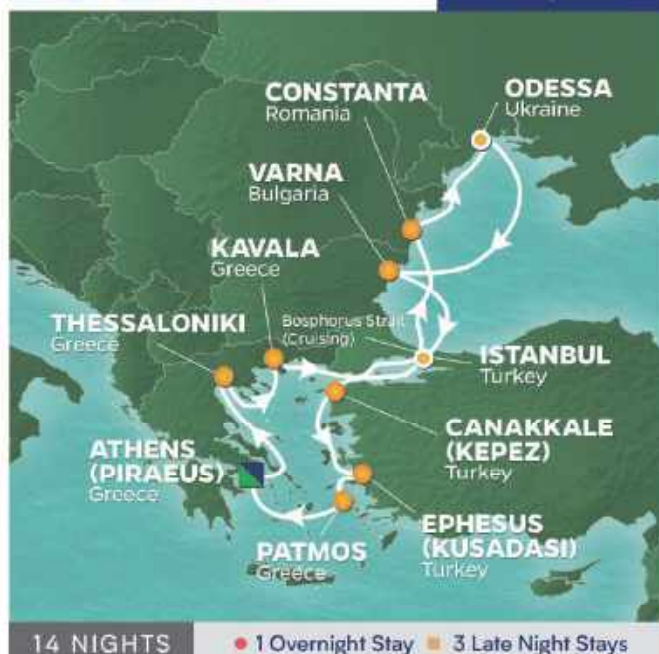 CONSTANTA
Romania
ODESSA
Ukraine
VARNA
Bulgaria
KAVALA
Greece
THESSALONIKI
Greece
Bosphorus Strait
(Cruising)
ISTANBUL
Turkey
CANAKKALE
(KEPEZ)
Turkey
ATHENS
(PIRAEUS)
Greece
EPHESUS
(KUSADASI)
Turkey
PATMOS
Greece
14 NIGHTS
1 Overnight Stay
3 Late Night Stays